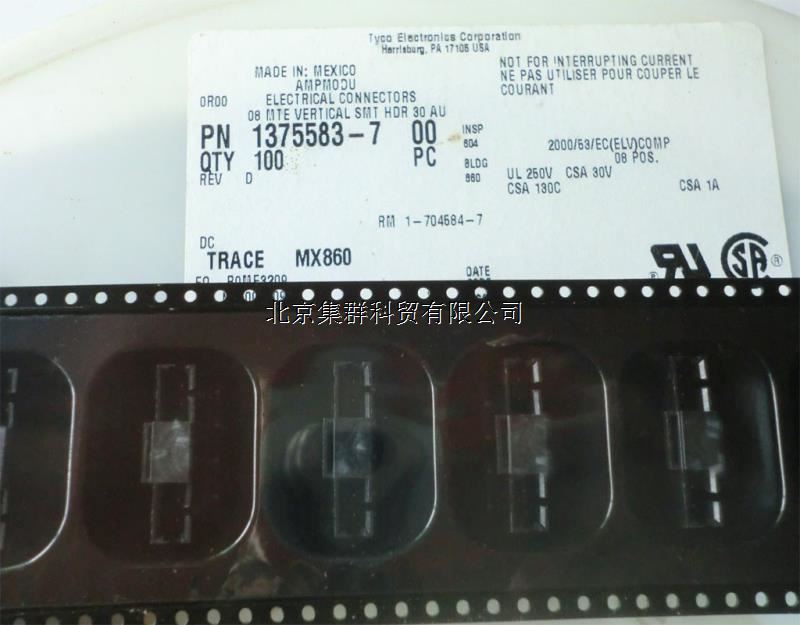 Tyco Electronics Corporation
Harrisburg, PA 17105 USA
MADE IN: MEXICO
AMPMODU
0R00 ELECTRICAL CONNECTORS
08 MTE VERTICAL SMT HDR 30 AU
PN 1375583-7 00
QTY 100 PC
REV D
INSP
604
BLDG
860
NOT FOR INTERRUPTING CURRENT
NE PAS UTILISER POUR COUPER LE
COURANT
2000/53/EC(ELV)COMP
08 POS.
UL 250V CSA 30V
CSA 130C CSA 1A
RM 1-704684-7
DC
TRACE MX860
DATE
北京集群科贸有限公司